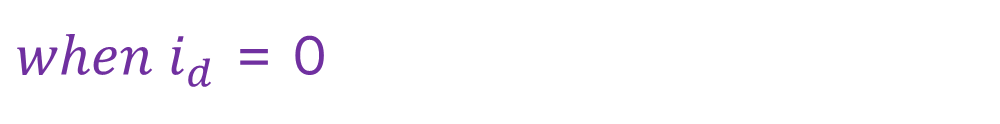 when i_d = 0